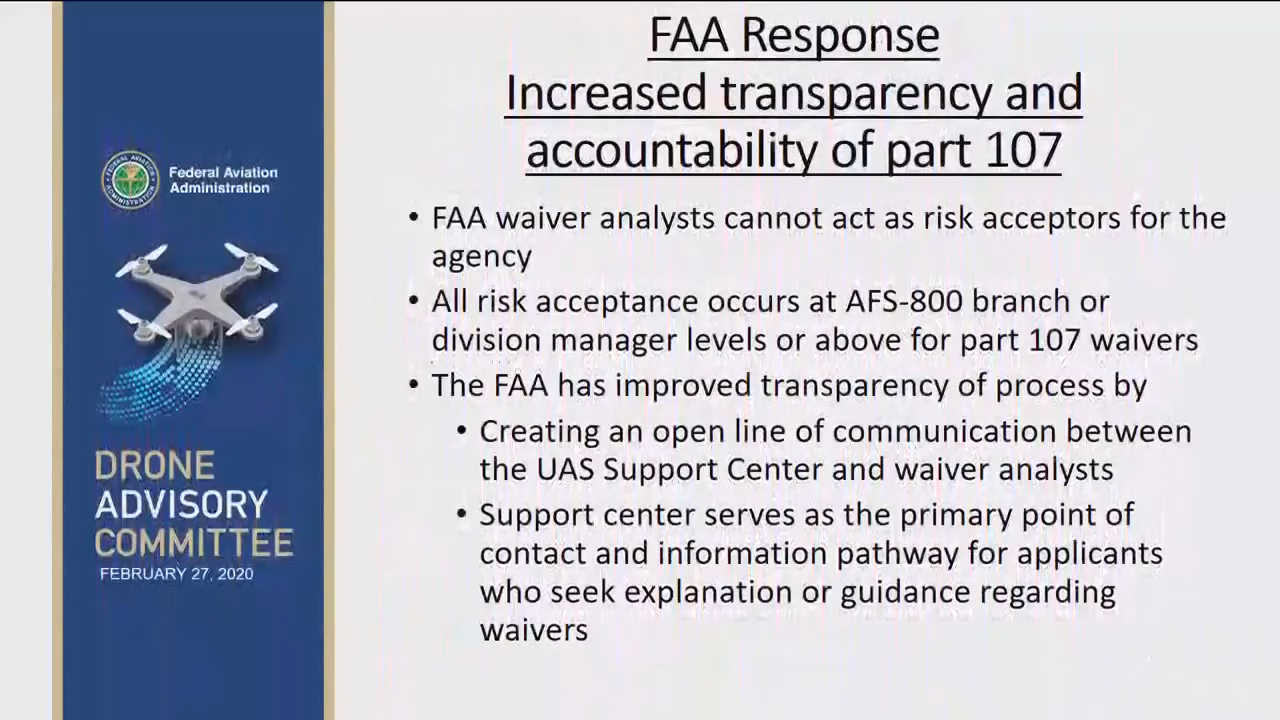 FAA Response
Increased transparency and
accountability of part 107
Federal Aviation
Administration
DRONE
ADVISORY
COMMITTEE
FEBRUARY 27, 2020
• FAA waiver analysts cannot act as risk acceptors for the
agency
• All risk acceptance occurs at AFS-800 branch or
division manager levels or above for part 107 waivers
• The FAA has improved transparency of process by
• Creating an open line of communication between
the UAS Support Center and waiver analysts
• Support center serves as the primary point of
contact and information pathway for applicants
who seek explanation or guidance regarding
waivers